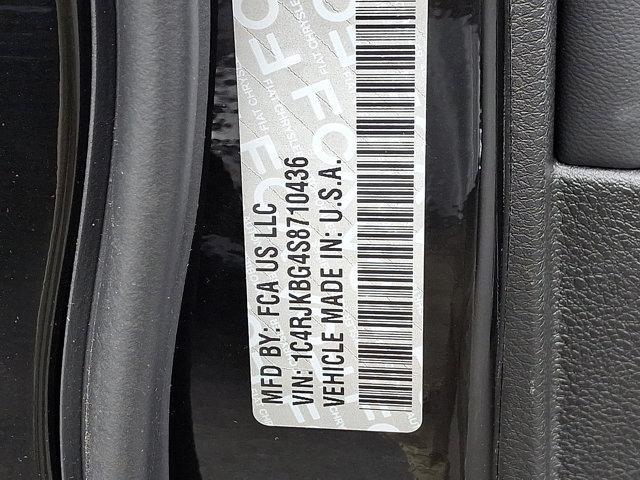 MFD BY: FCA US LLC
VIN: 1C4RJKBG4S8710436
VEHICLE MADE IN: U.S.A.